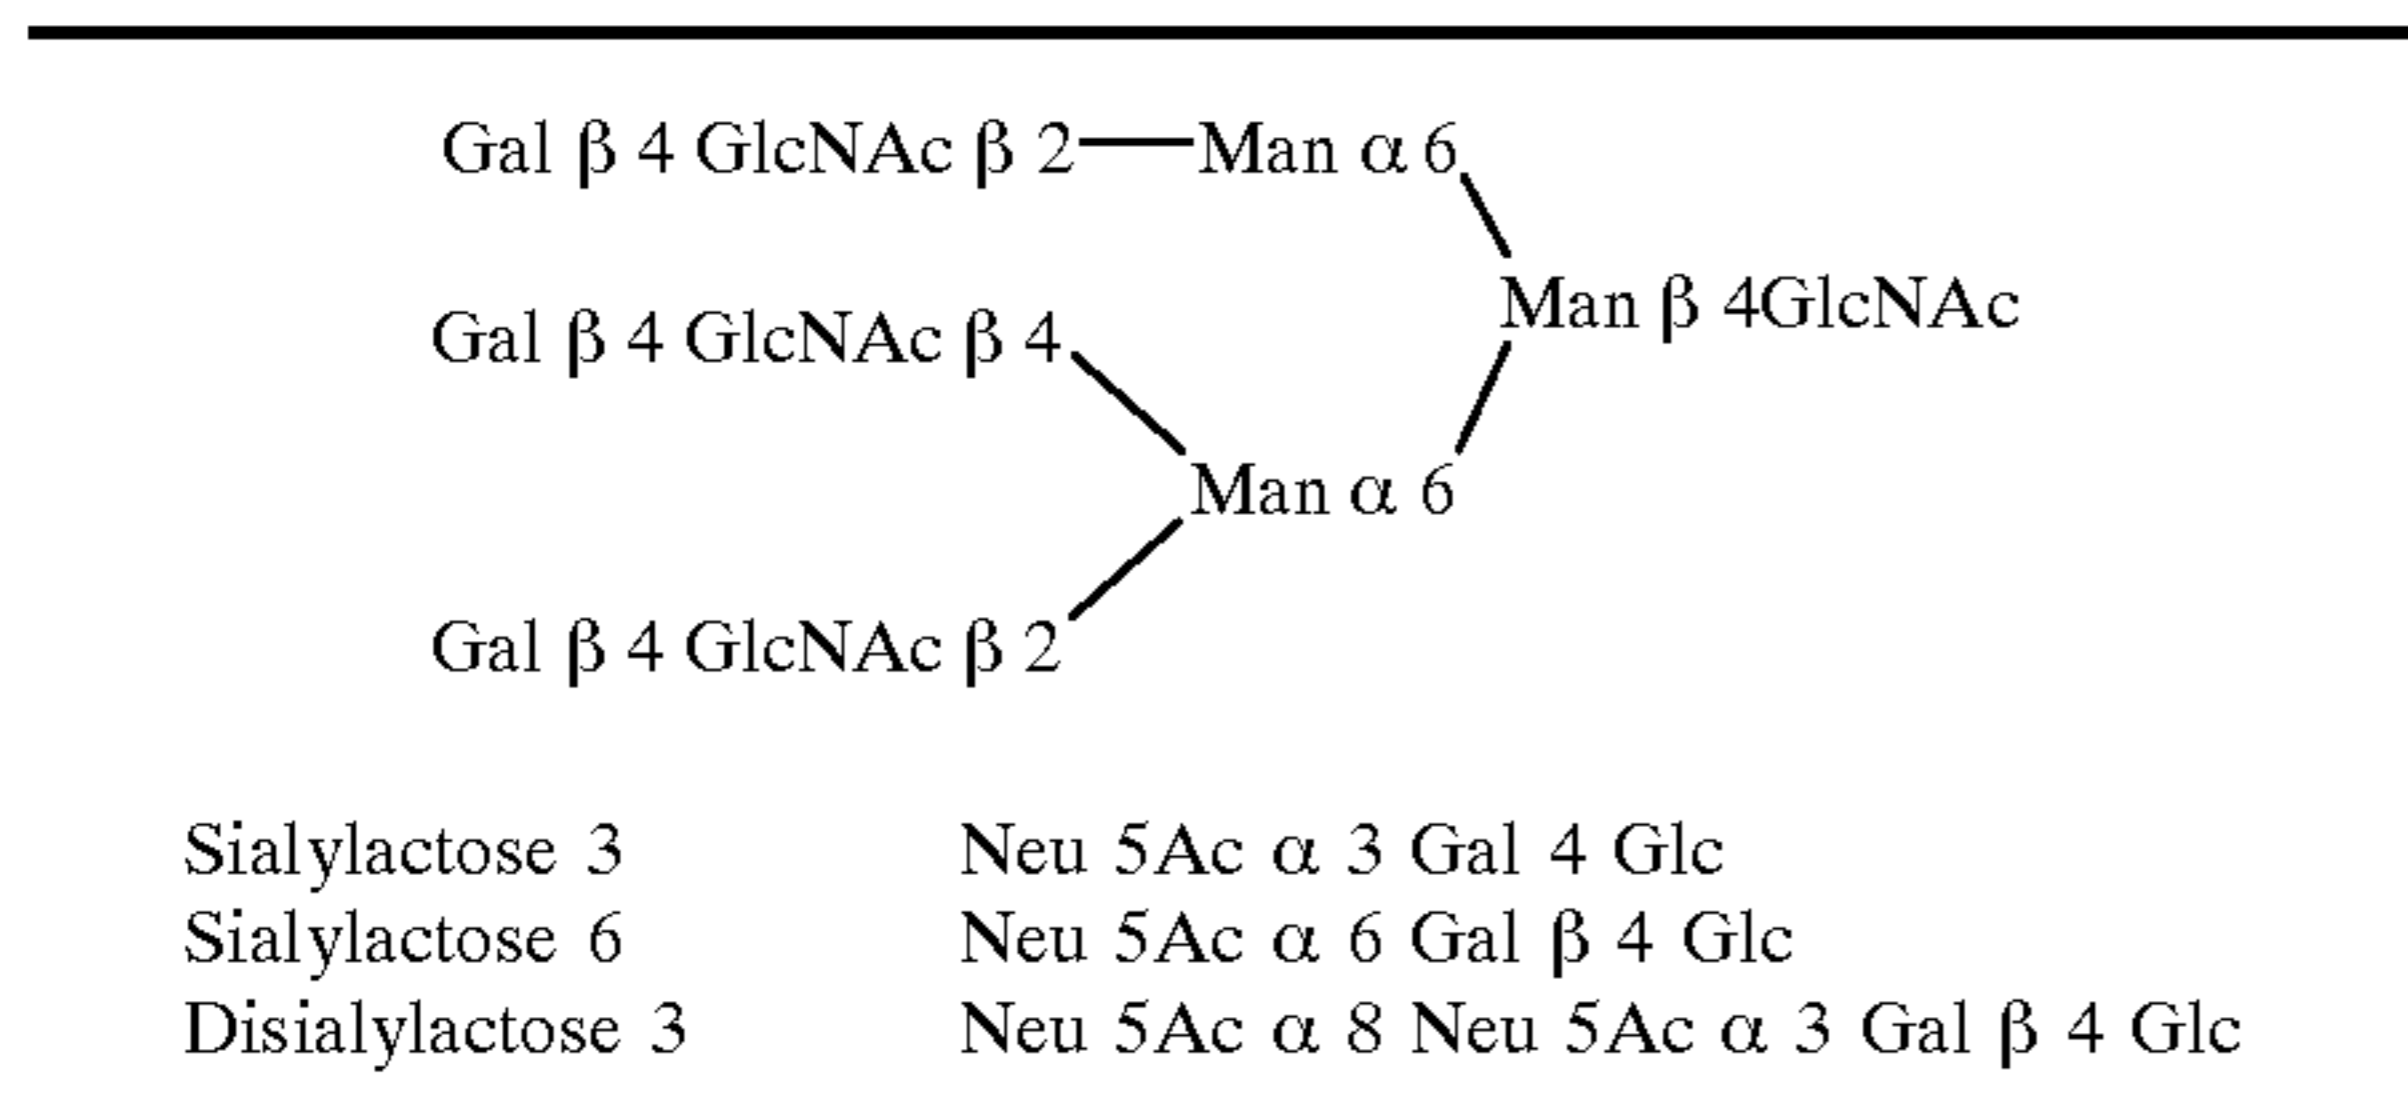 Gal β 4 GlcNAc β 2—Man α 6
Man β 4GlcNAc
Gal β 4 GlcNAc β 4
Man α 6
Gal β 4 GlcNAc β 2
Sialylactose 3 Neu 5Ac α 3 Gal 4 Glc
Sialylactose 6 Neu 5Ac α 6 Gal β 4 Glc
Disialylactose 3 Neu 5Ac α 8 Neu 5Ac α 3 Gal β 4 Glc